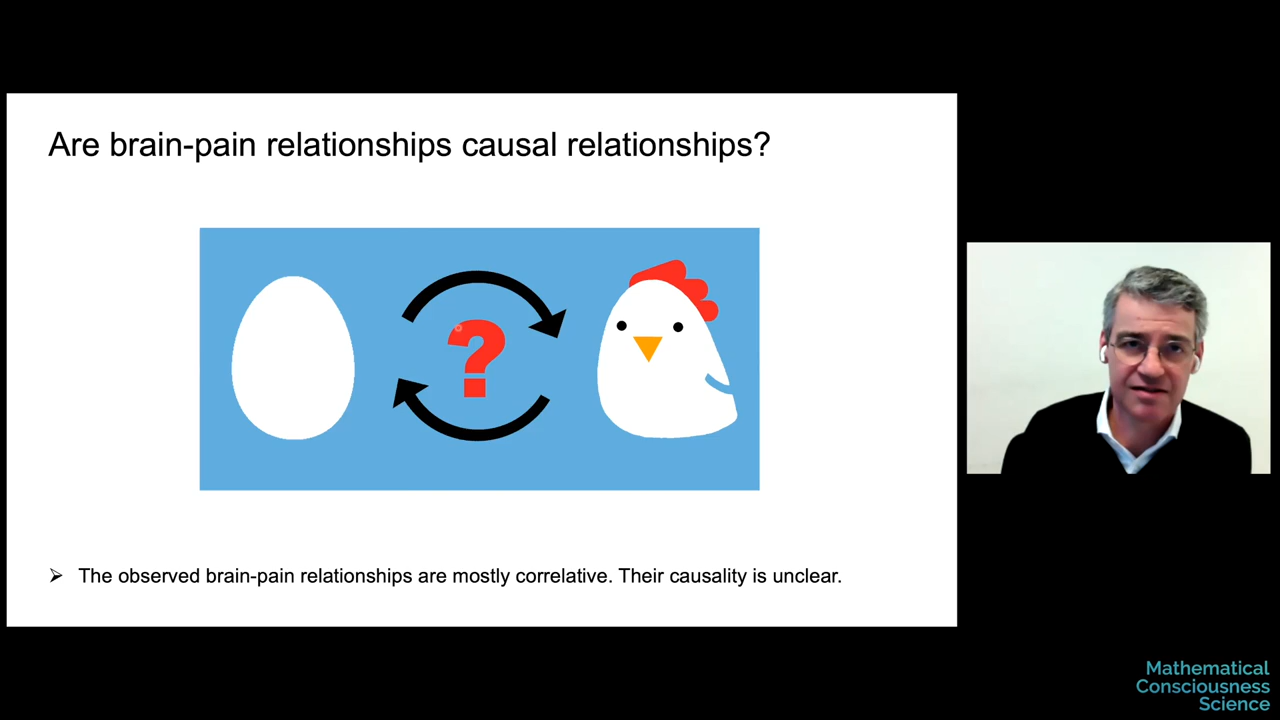 Are brain-pain relationships causal relationships?
?
➢ The observed brain-pain relationships are mostly correlative. Their causality is unclear.
Mathematical
Consciousness
Science